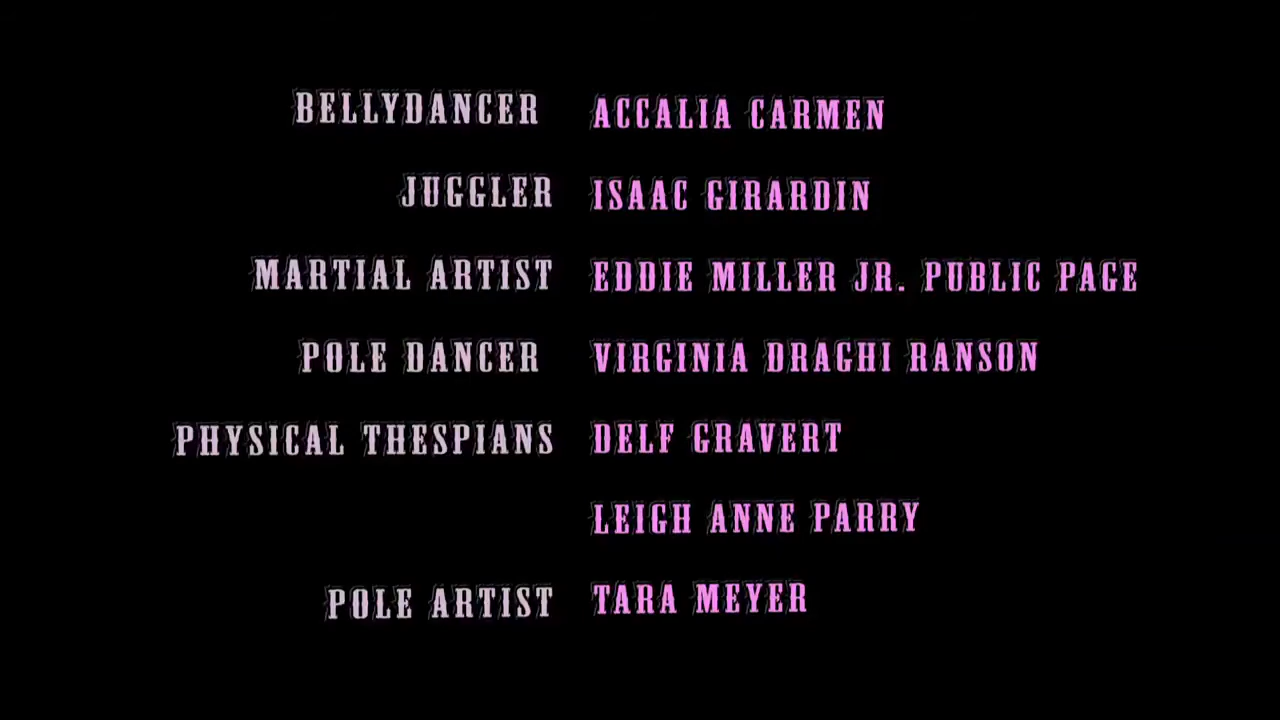 BELLYDANCER ACCALIA CARMEN
JUGGLER ISAAC GIRARDIN
MARTIAL ARTIST EDDIE MILLER JR. PUBLIC PAGE
POLE DANCER VIRGINIA DRAGHI RANSON
PHYSICAL THESPIANS DELF GRAVERT
LEIGH ANNE PARRY
POLE ARTIST TARA MEYER